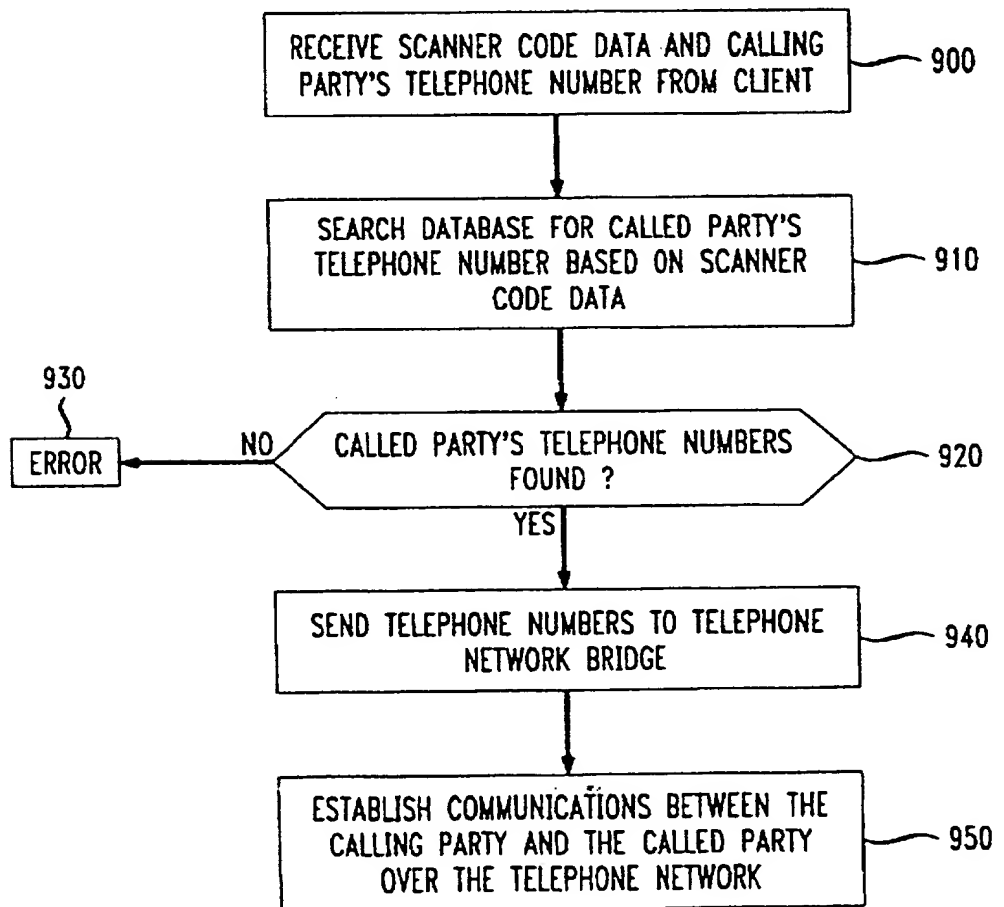 RECEIVE SCANNER CODE DATA AND CALLING
PARTY'S TELEPHONE NUMBER FROM CLIENT
900
SEARCH DATABASE FOR CALLED PARTY'S
TELEPHONE NUMBER BASED ON SCANNER
CODE DATA
910
930
ERROR
NO
CALLED PARTY'S TELEPHONE NUMBERS
FOUND ?
920
YES
SEND TELEPHONE NUMBERS TO TELEPHONE
NETWORK BRIDGE
940
ESTABLISH COMMUNICATIONS BETWEEN THE
CALLING PARTY AND THE CALLED PARTY
OVER THE TELEPHONE NETWORK
950